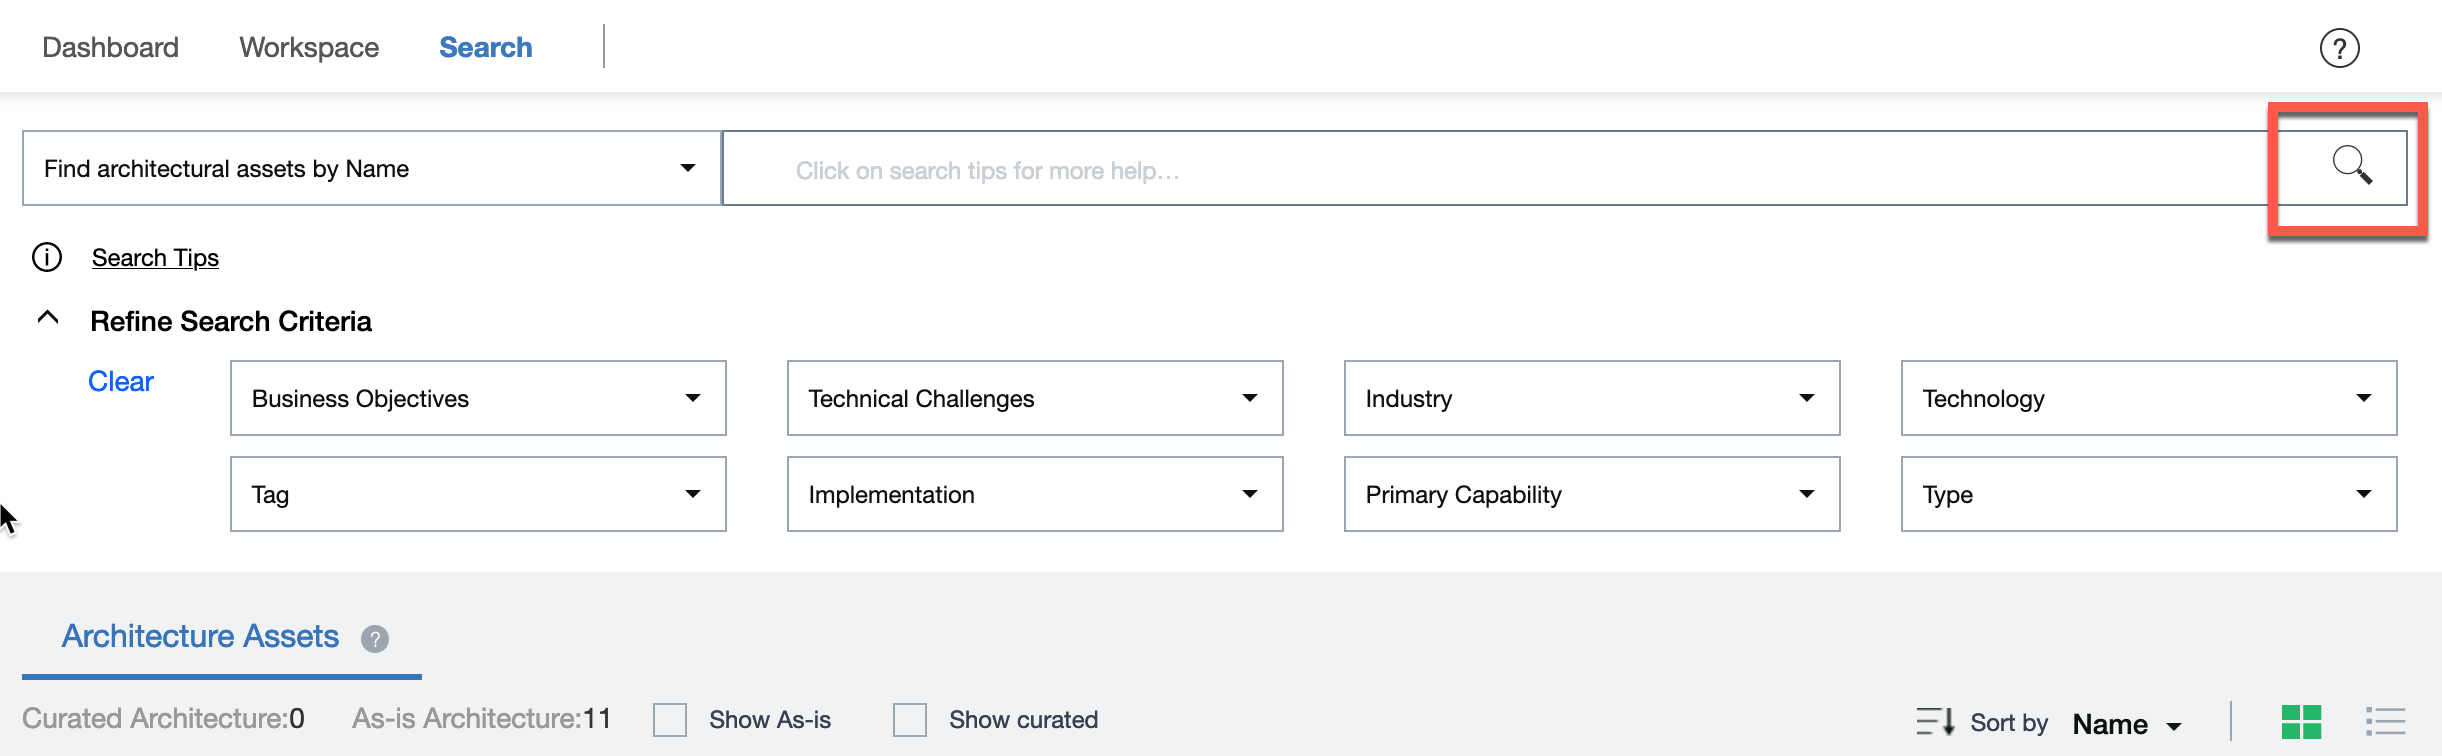 Dashboard Workspace Search ?
Find architectural assets by Name Click on search tips for more help...
Search Tips
Refine Search Criteria
Clear Business Objectives Technical Challenges Industry Technology
Tag Implementation Primary Capability Type
Architecture Assets ?
Curated Architecture:0 As-is Architecture:11 Show As-is Show curated Sort by Name